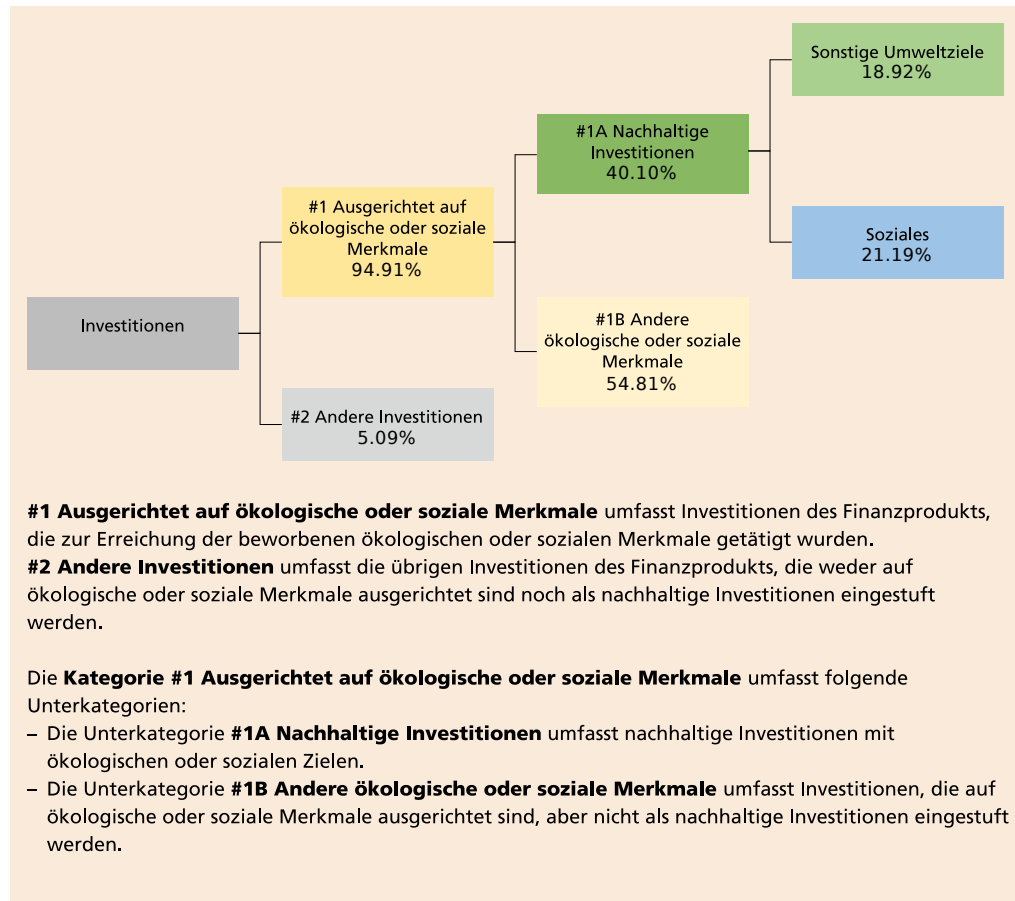 Sonstige Umweltziele
18.92%
#1A Nachhaltige
Investitionen
40.10%
#1 Ausgerichtet auf
ökologische oder soziale
Merkmale
94.91%
Soziales
21.19%
Investitionen
#1B Andere
ökologische oder soziale
Merkmale
54.81%
#2 Andere Investitionen
5.09%
#1 Ausgerichtet auf ökologische oder soziale Merkmale umfasst Investitionen des Finanzprodukts,
die zur Erreichung der beworbenen ökologischen oder sozialen Merkmale getätigt wurden.
#2 Andere Investitionen umfasst die übrigen Investitionen des Finanzprodukts, die weder auf
ökologische oder soziale Merkmale ausgerichtet sind noch als nachhaltige Investitionen eingestuft
werden.
Die Kategorie #1 Ausgerichtet auf ökologische oder soziale Merkmale umfasst folgende
Unterkategorien:
– Die Unterkategorie #1A Nachhaltige Investitionen umfasst nachhaltige Investitionen mit
ökologischen oder sozialen Zielen.
– Die Unterkategorie #1B Andere ökologische oder soziale Merkmale umfasst Investitionen, die auf
ökologische oder soziale Merkmale ausgerichtet sind, aber nicht als nachhaltige Investitionen eingestuft
werden.